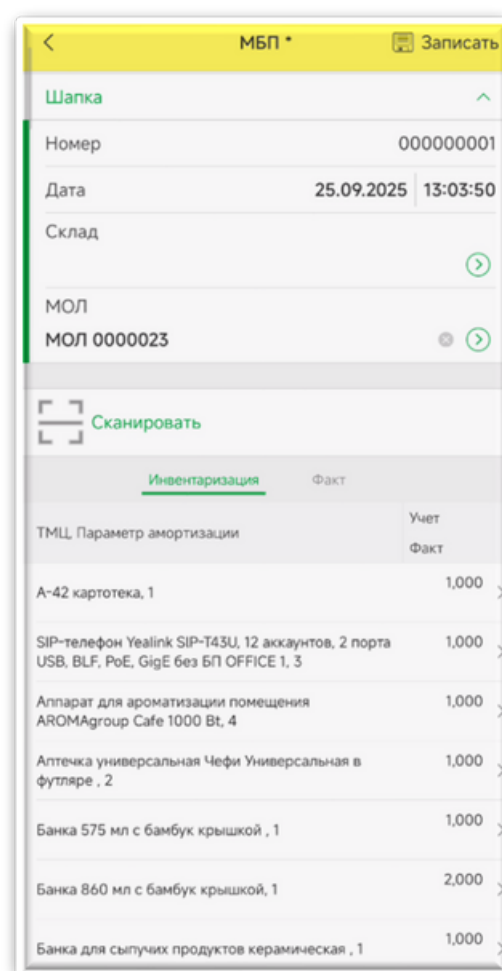 МБП *
Записать
Шапка
Номер 000000001
Дата 25.09.2025 13:03:50
Склад
МОЛ
МОЛ 0000023
Сканировать
Инвентаризация Факт
ТМЦ, Параметр амортизации
Учет
Факт
А-42 картотека, 1 1,000
SIP-телефон Yealink SIP-T43U, 12 аккаунтов, 2 порта 1,000
USB, BLF, PoE, GigE без БП OFFICE 1, 3
Аппарат для ароматизации помещения 1,000
AROMAgroup Cafe 1000 Bt, 4
Аптечка универсальная Чефи Универсальная в 1,000
футляре , 2
Банка 575 мл с бамбук крышкой , 1 1,000
Банка 860 мл с бамбук крышкой, 1 2,000
Банка для сыпучих продуктов керамическая , 1 1,000